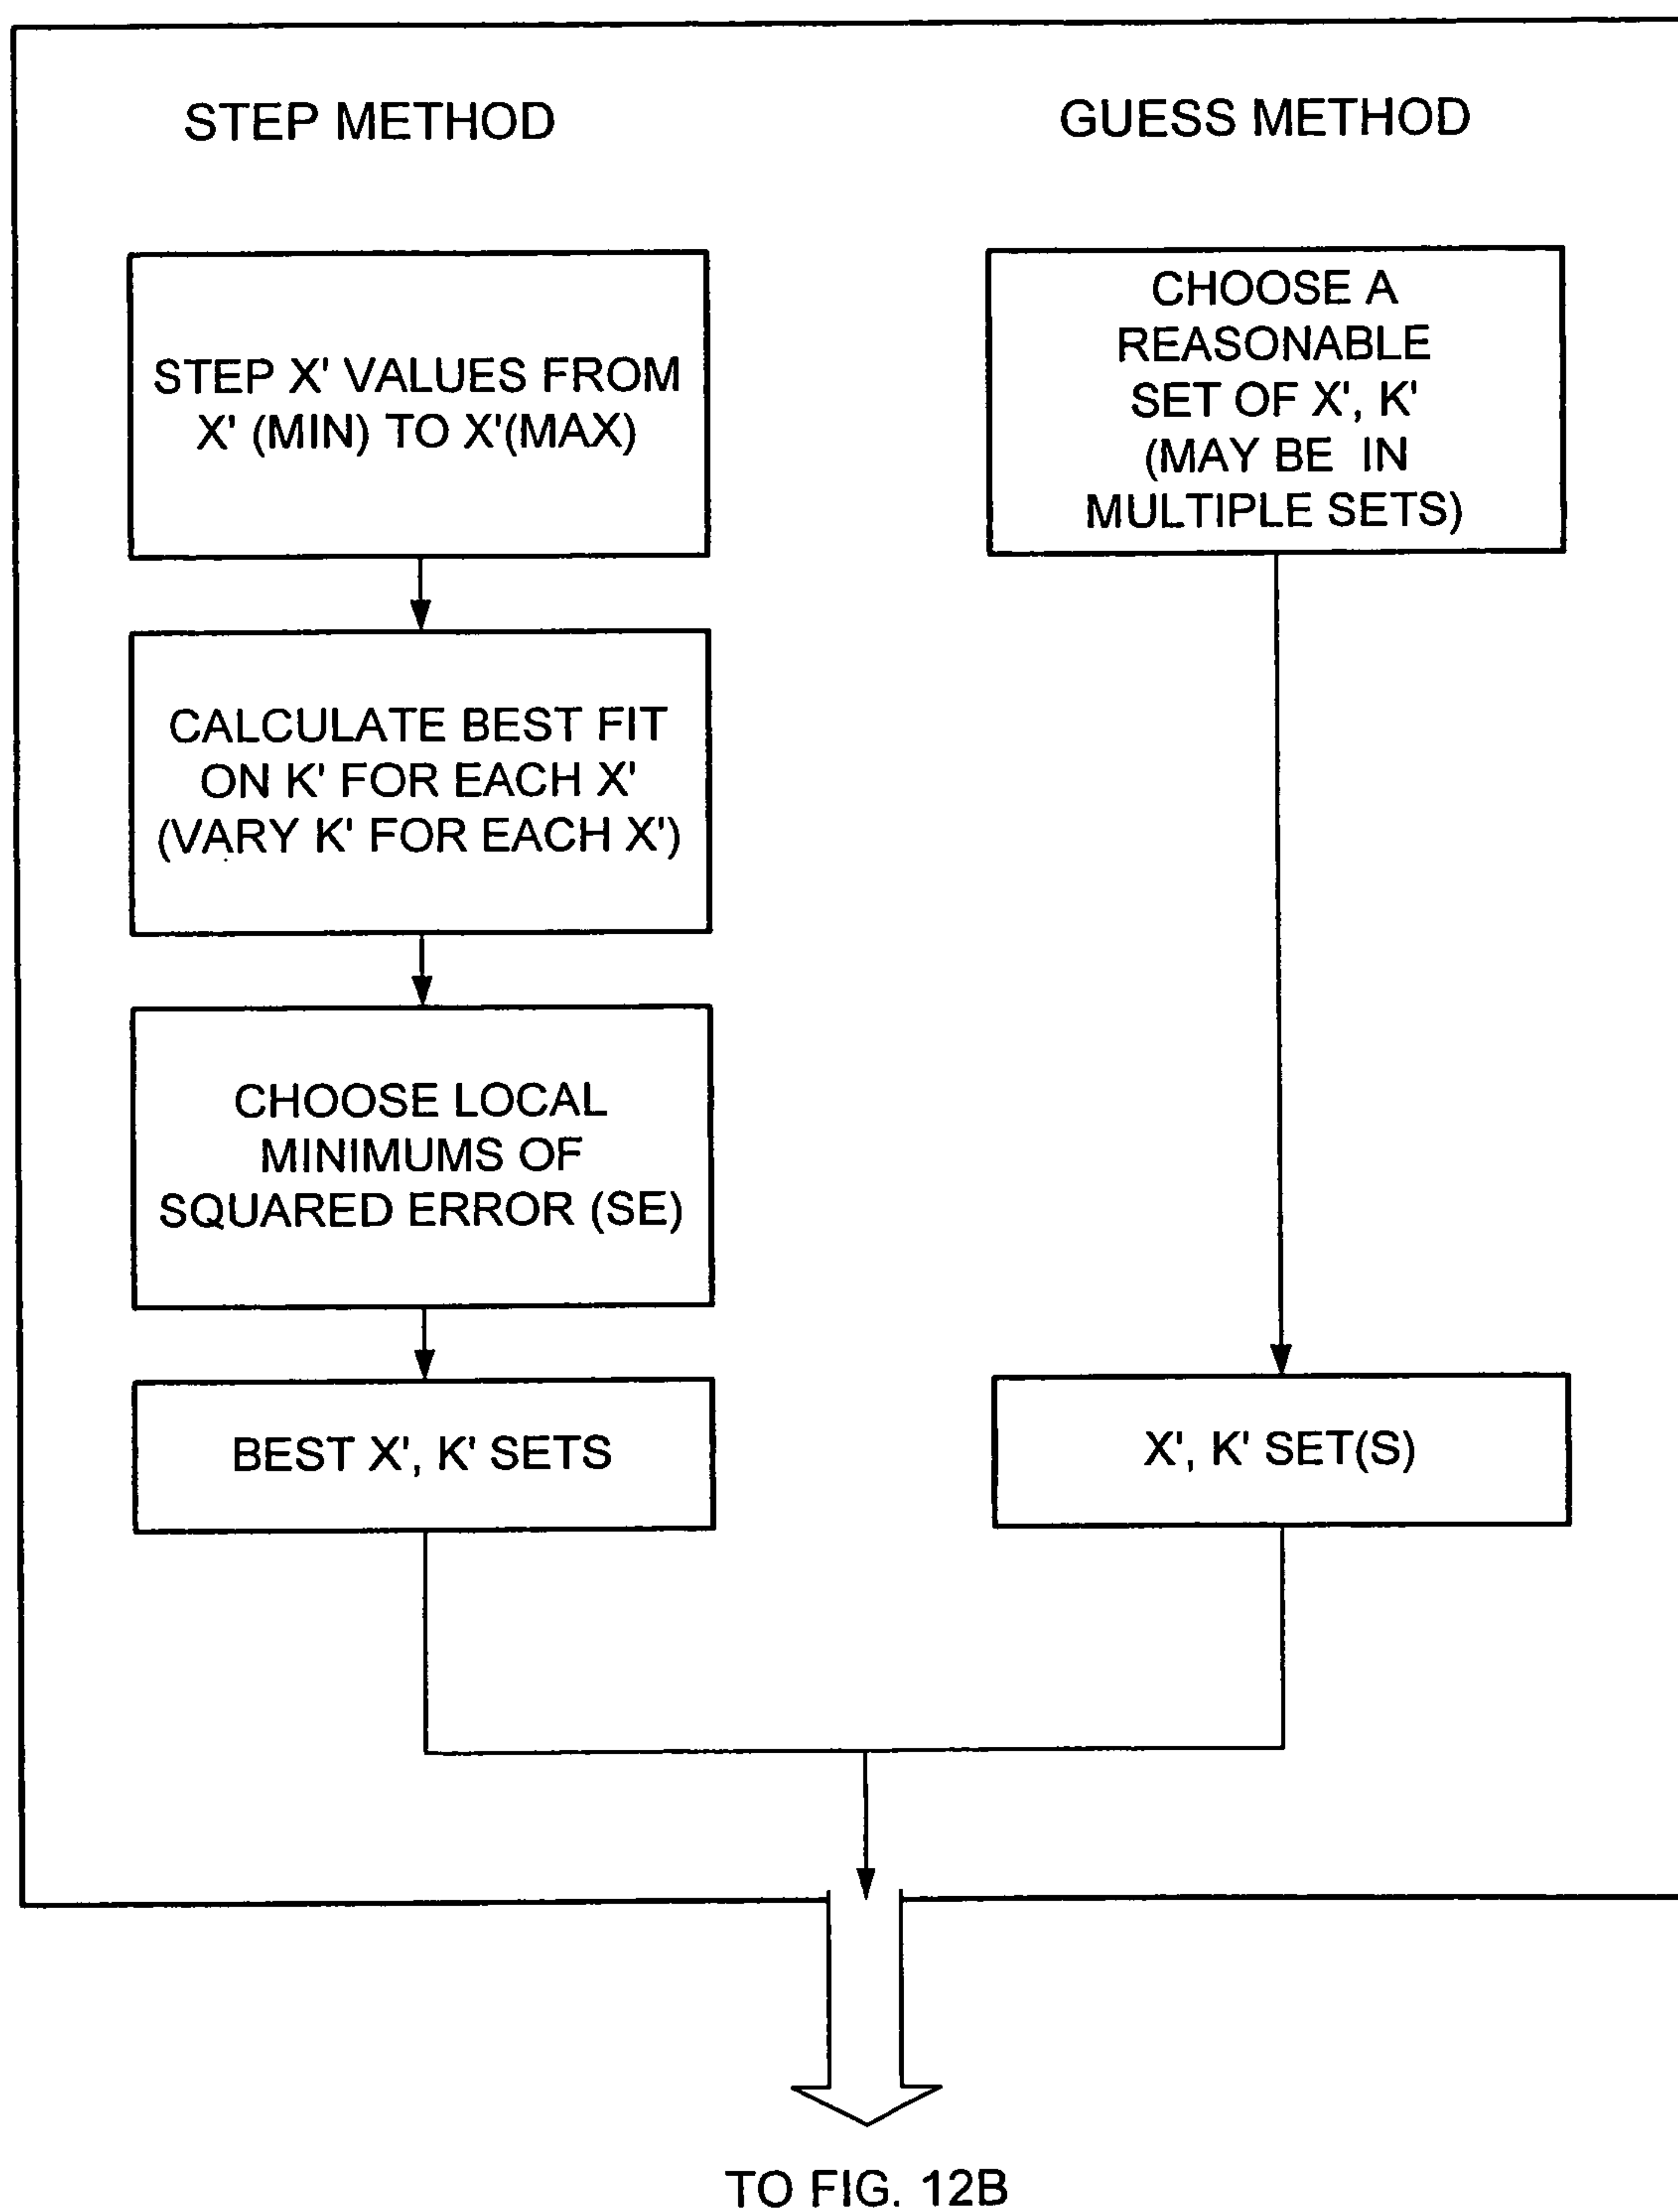 STEP METHOD
STEP X' VALUES FROM
X' (MIN) TO X'(MAX)
CALCULATE BEST FIT
ON K' FOR EACH X'
(VARY K' FOR EACH X')
CHOOSE LOCAL
MINIMUMS OF
SQUARED ERROR (SE)
BEST X', K' SETS
GUESS METHOD
CHOOSE A
REASONABLE
SET OF X', K'
(MAY BE IN
MULTIPLE SETS)
X', K' SET(S)
TO FIG. 12B